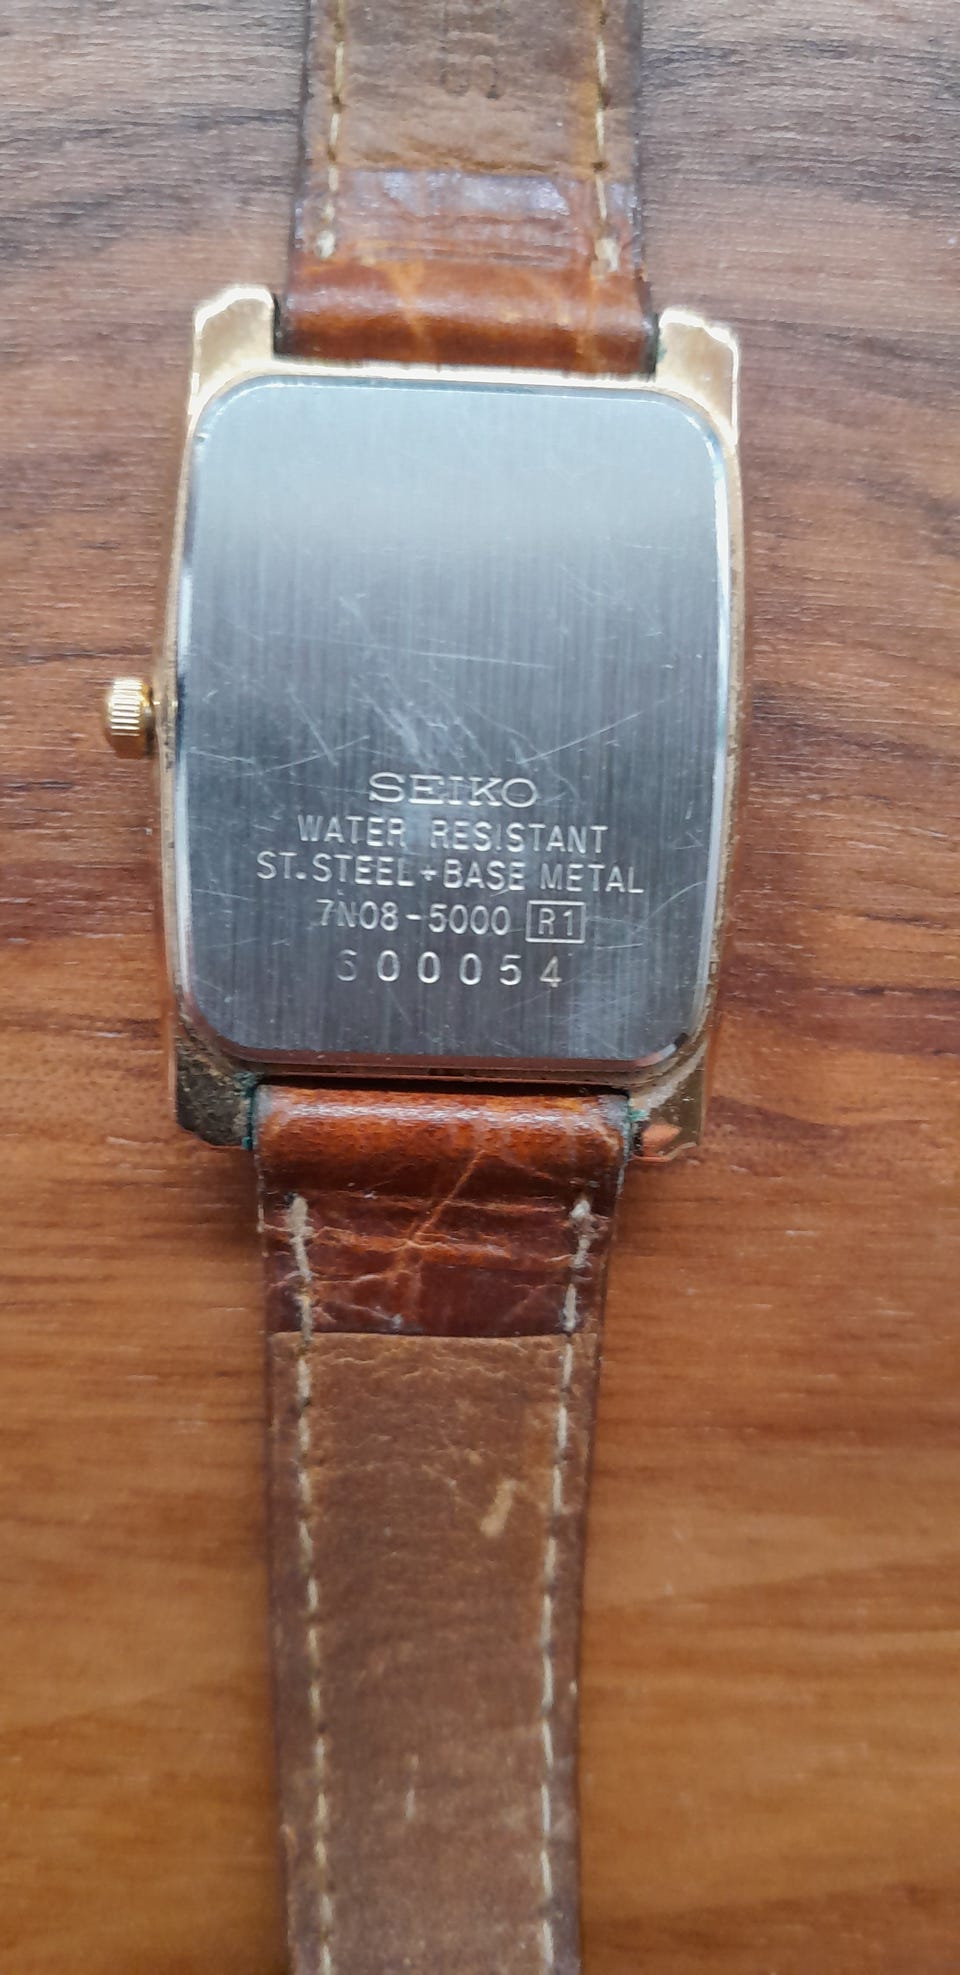 SEIKO
WATER RESISTANT
ST.STEEL+BASE METAL
7N08-5000 R1
600054